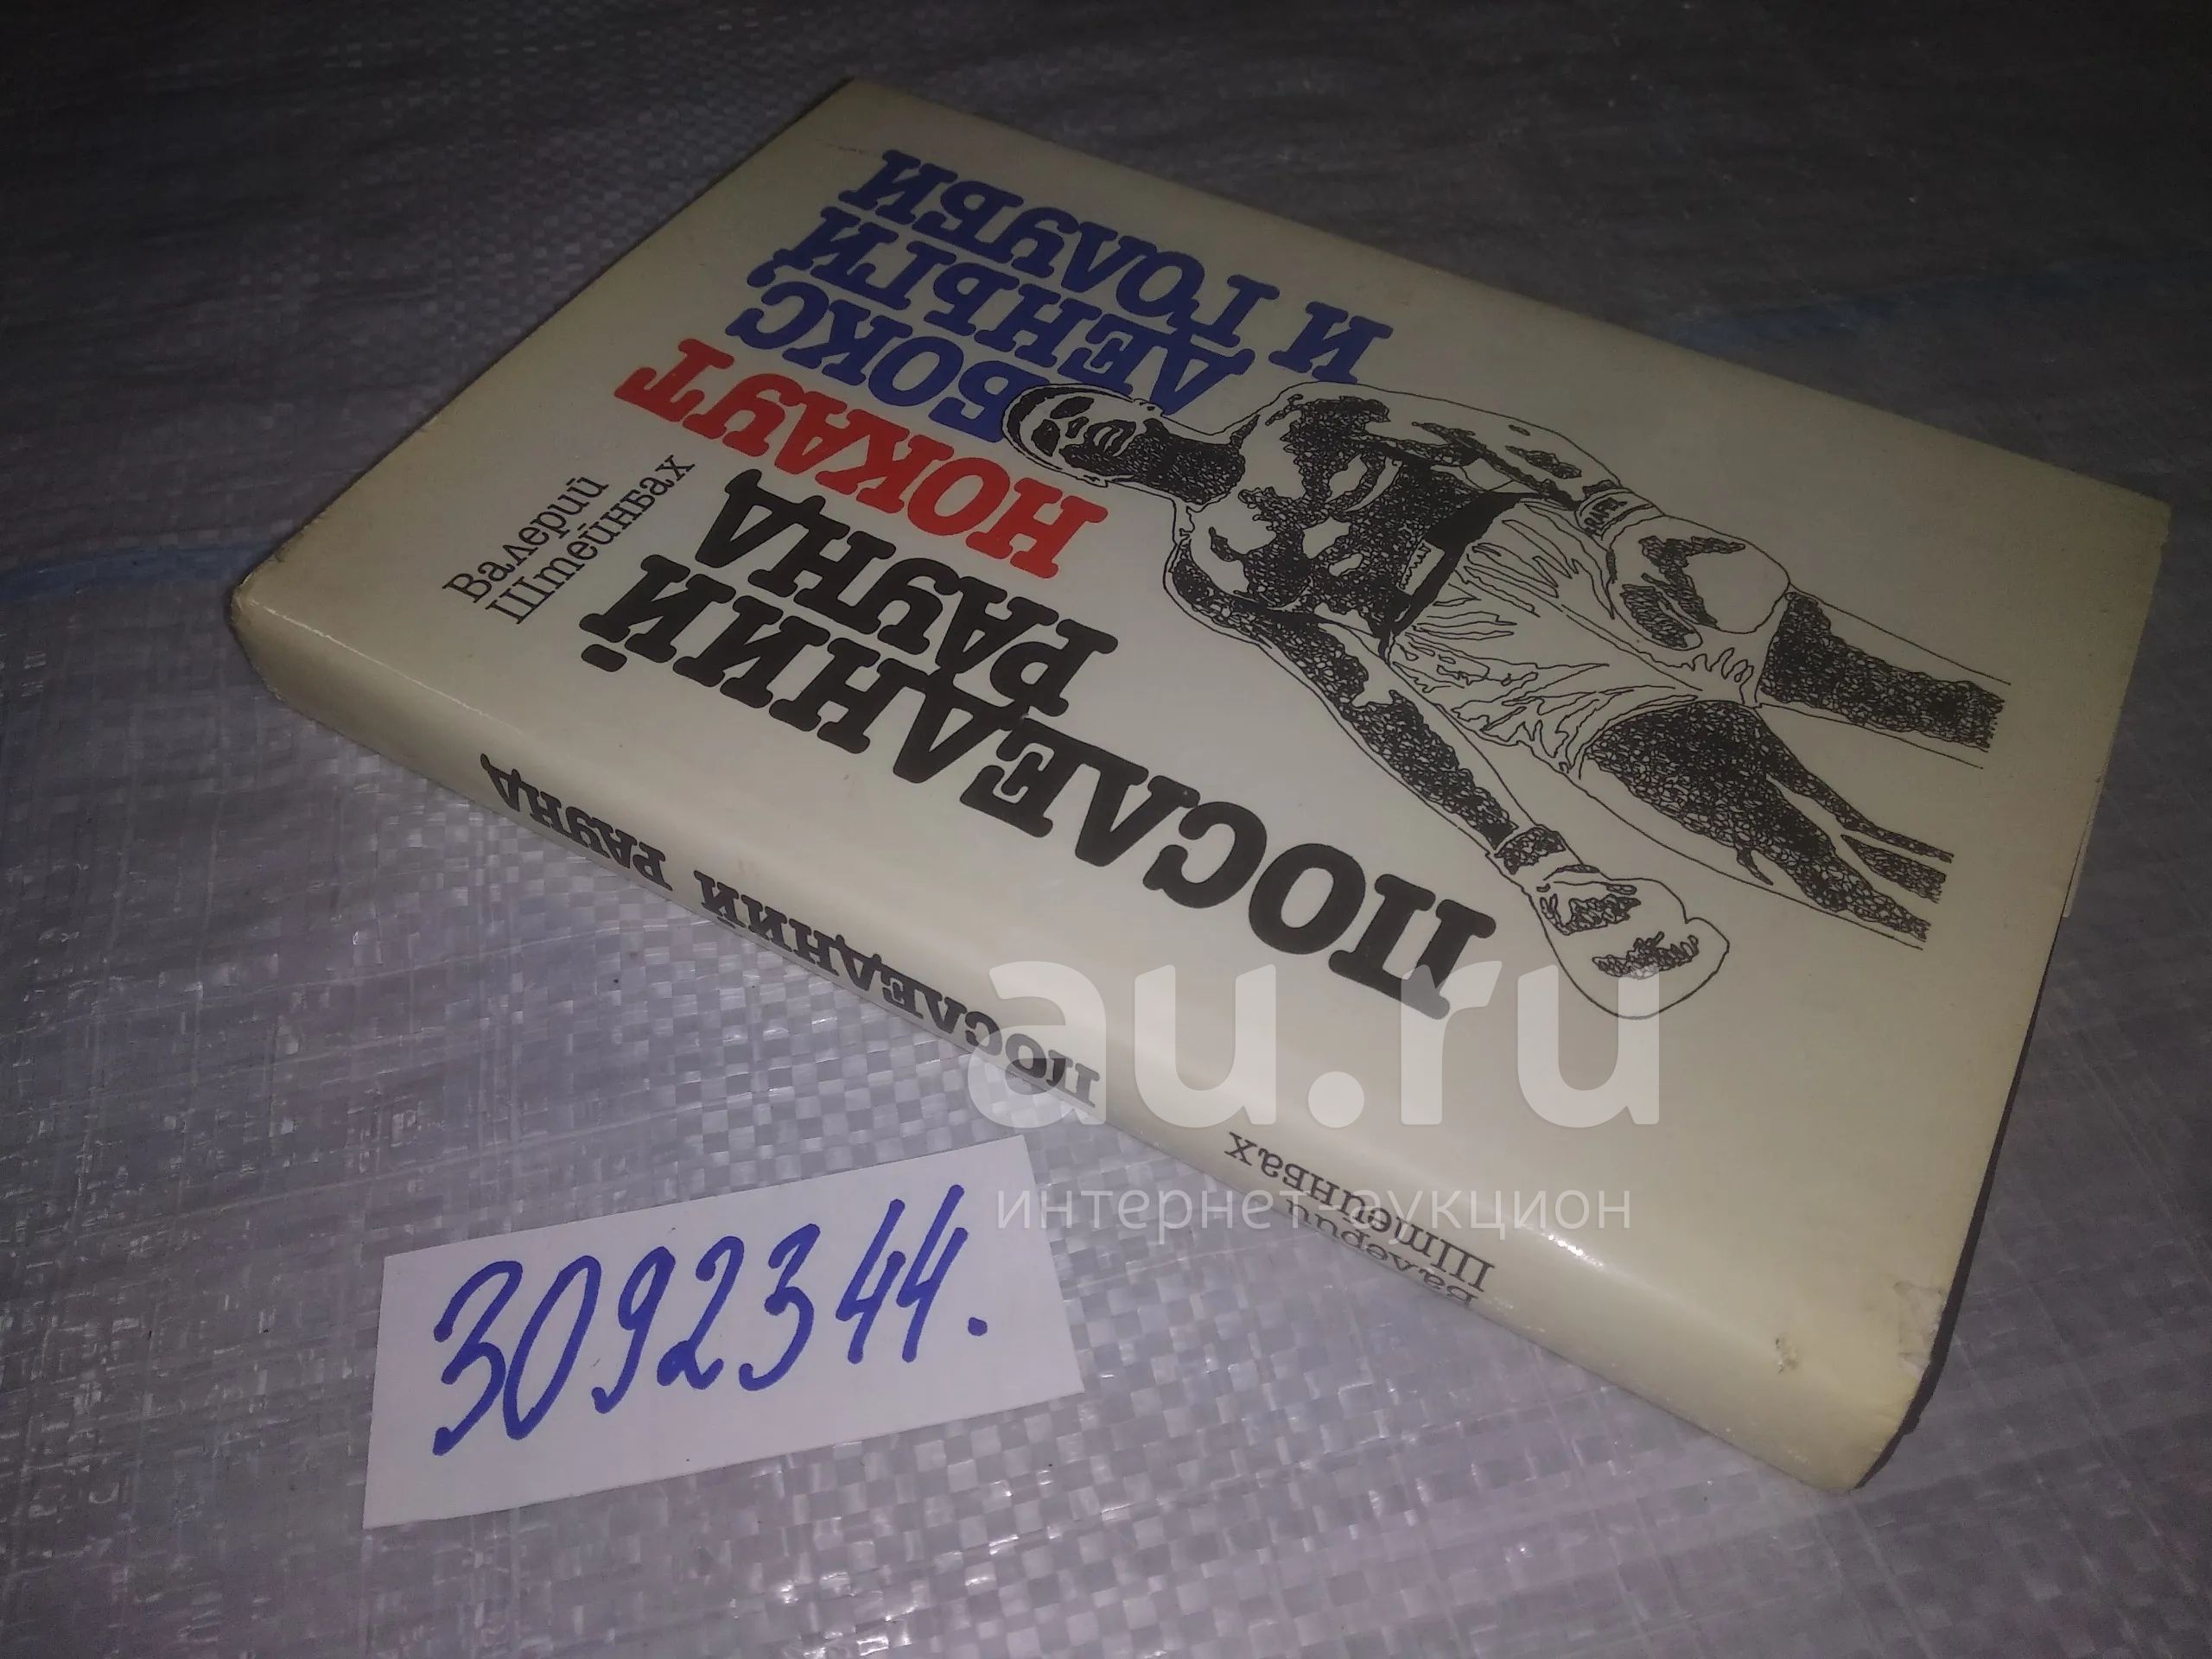 Валерий
Штейнбах
ПОСЛЕДНИЙ
РАУНД
НОКАУТ
БОКС
ДЕНЬГИ
И ГОЛУБИ
Валерий
Штейнбах
ПОСЛЕДНИЙ РАУНД
3092344.
au.ru
интернет-аукцион